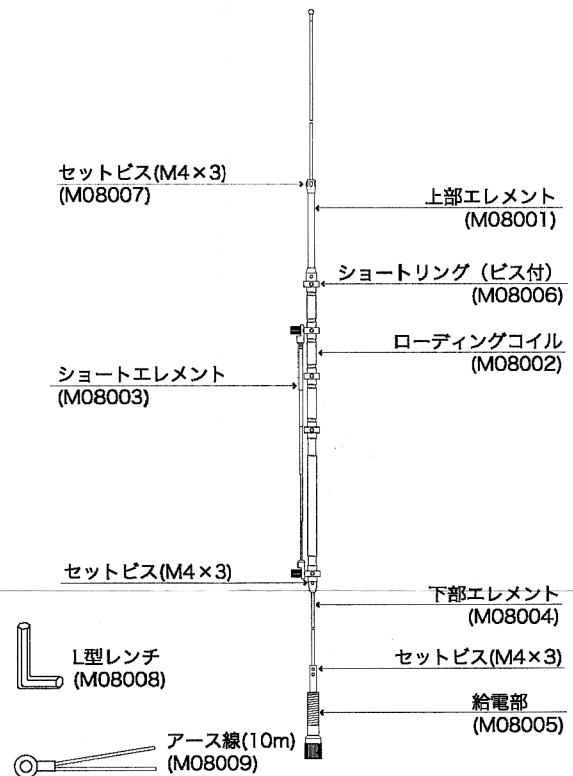 セットビス(M4×3)
(M08007)
上部エレメント
(M08001)
ショートリング（ビス付）
(M08006)
ローディングコイル
(M08002)
ショートエレメント
(M08003)
セットビス(M4×3)
下部エレメント
(M08004)
セットビス(M4×3)
L型レンチ
(M08008)
給電部
(M08005)
アース線(10m)
(M08009)